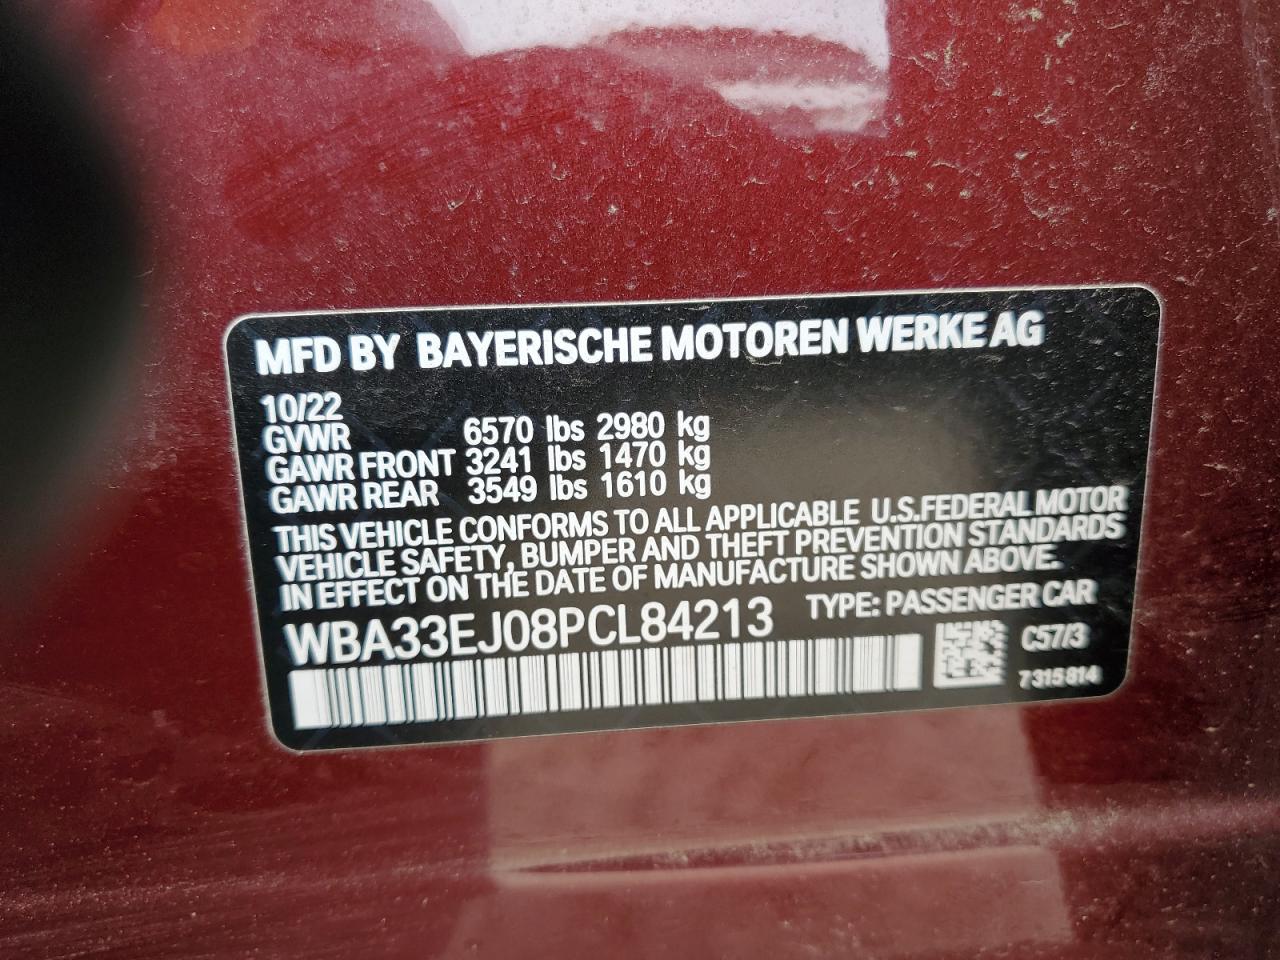 MFD BY BAYERISCHE MOTOREN WERKE AG
10/22
GVWR 6570 lbs 2980 kg
GAWR FRONT 3241 lbs 1470 kg
GAWR REAR 3549 lbs 1610 kg
THIS VEHICLE CONFORMS TO ALL APPLICABLE U.S.FEDERAL MOTOR
VEHICLE SAFETY, BUMPER AND THEFT PREVENTION STANDARDS
IN EFFECT ON THE DATE OF MANUFACTURE SHOWN ABOVE.
WBA33EJ08PCL84213 TYPE: PASSENGER CAR
C57/3
7315814